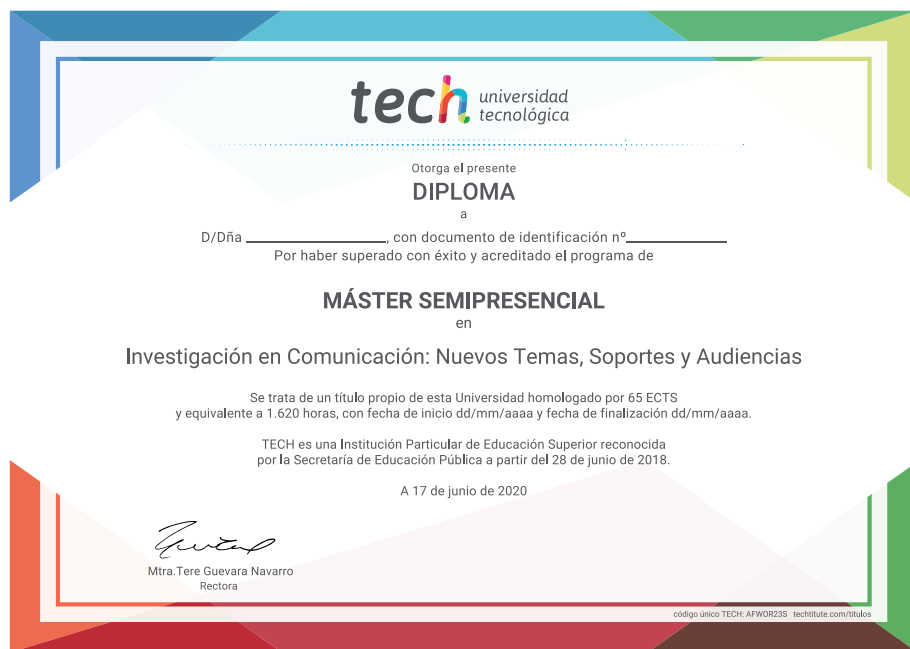 tech universidad
tecnológica
Otorga el presente
DIPLOMA
a
D/Dña ______________, con documento de identificación nº__________
Por haber superado con éxito y acreditado el programa de
MÁSTER SEMIPRESENCIAL
en
Investigación en Comunicación: Nuevos Temas, Soportes y Audiencias
Se trata de un título propio de esta Universidad homologado por 65 ECTS
y equivalente a 1.620 horas, con fecha de inicio dd/mm/aaaa y fecha de finalización dd/mm/aaaa.
TECH es una Institución Particular de Educación Superior reconocida
por la Secretaría de Educación Pública a partir del 28 de junio de 2018.
A 17 de junio de 2020
Mtra.Tere Guevara Navarro
Rectora
código único TECH: AFWOR23S techtitute.com/titulos